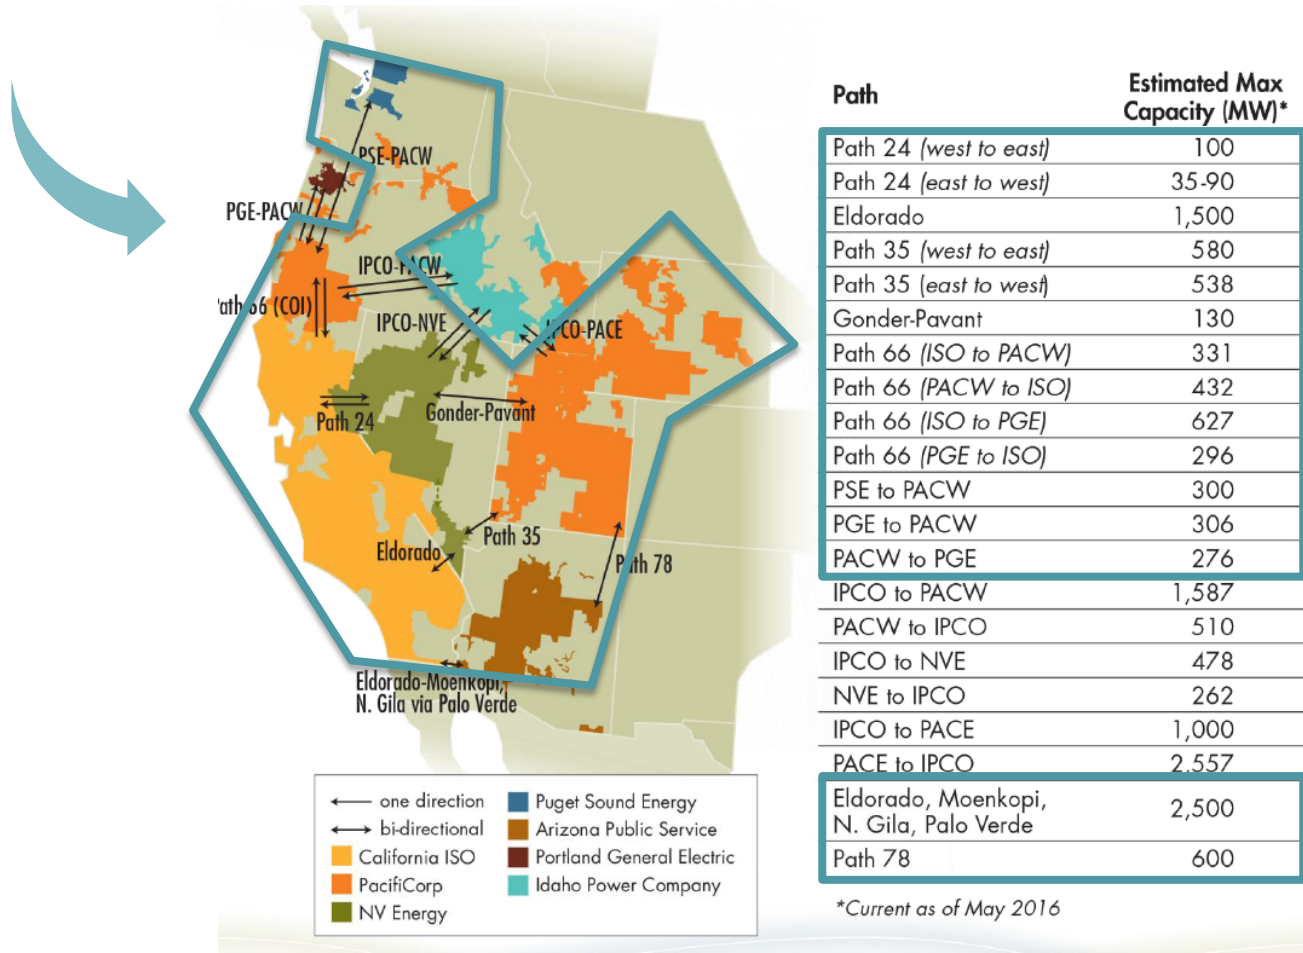 PSE-PACW
PGE-PACW
IPCO-PACW
Path 66 (COI)
IPCO-NVE
IPCO-PACE
Path 24
Gonder-Pavant
Path 35
Eldorado
Path 78
Eldorado-Moenkopi,
N. Gila via Palo Verde
one direction
bi-directional
California ISO
PacifiCorp
NV Energy
Puget Sound Energy
Arizona Public Service
Portland General Electric
Idaho Power Company
Path Estimated Max
Capacity (MW)*
Path 24 (west to east) 100
Path 24 (east to west) 35-90
Eldorado 1,500
Path 35 (west to east) 580
Path 35 (east to west) 538
Gonder-Pavant 130
Path 66 (ISO to PACW) 331
Path 66 (PACW to ISO) 432
Path 66 (ISO to PGE) 627
Path 66 (PGE to ISO) 296
PSE to PACW 300
PGE to PACW 306
PACW to PGE 276
IPCO to PACW 1,587
PACW to IPCO 510
IPCO to NVE 478
NVE to IPCO 262
IPCO to PACE 1,000
PACE to IPCO 2,557
Eldorado, Moenkopi,
N. Gila, Palo Verde 2,500
Path 78 600
*Current as of May 2016